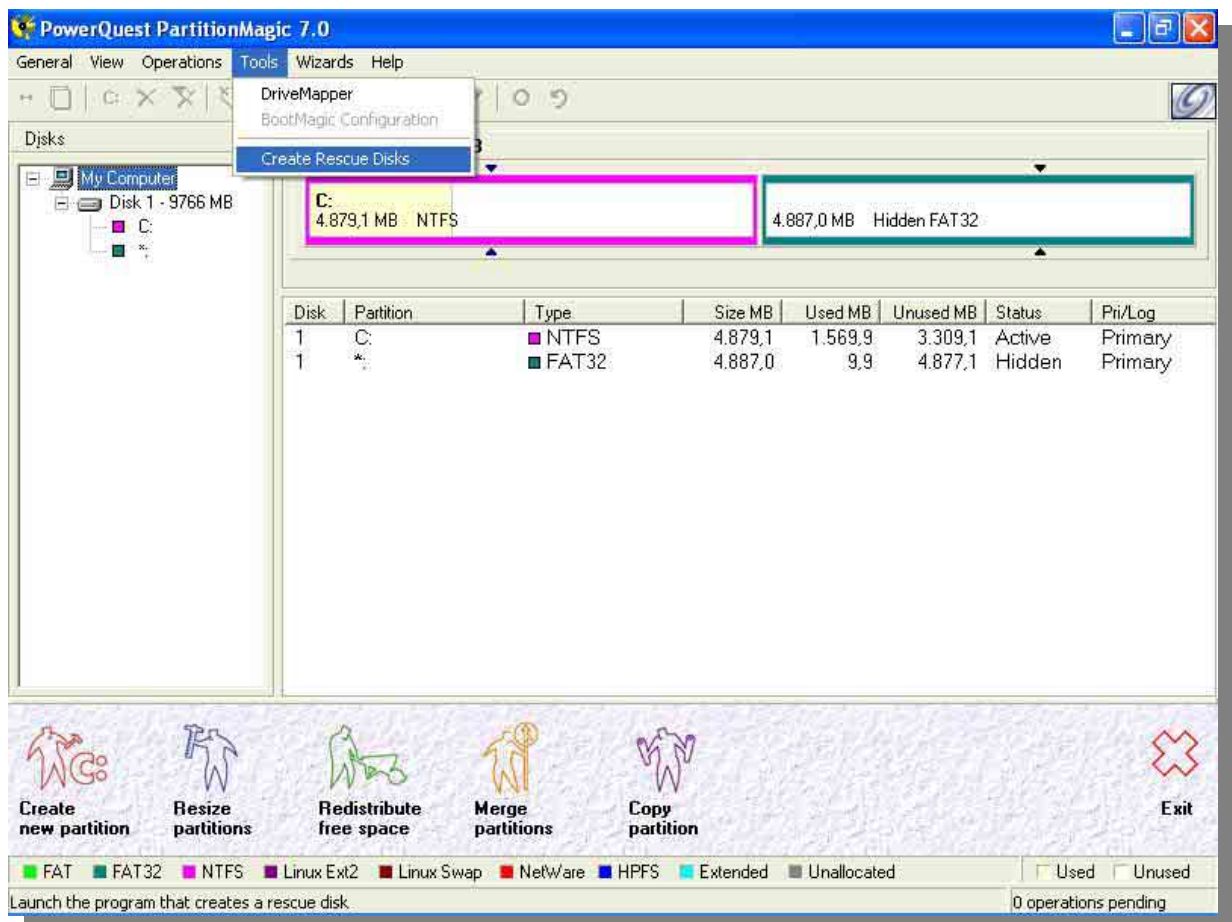 PowerQuest PartitionMagic 7.0
General View Operations Tools Wizards Help
DriveMapper
BootMagic Configuration
Create Rescue Disks
Disks
My Computer
Disk 1 - 9766 MB
C:
*:
C:
4.879,1 MB NTFS
4.887,0 MB Hidden FAT32
Disk Partition Type Size MB Used MB Unused MB Status Pri/Log
1 C: NTFS 4.879,1 1.569,9 3.309,1 Active Primary
1 *: FAT32 4.887,0 9,9 4.877,1 Hidden Primary
C:
Create
new partition
Resize
partitions
Redistribute
free space
Merge
partitions
Copy
partition
Exit
FAT FAT32 NTFS Linux Ext2 Linux Swap NetWare HPFS Extended Unallocated Used Unused
Launch the program that creates a rescue disk
0 operations pending